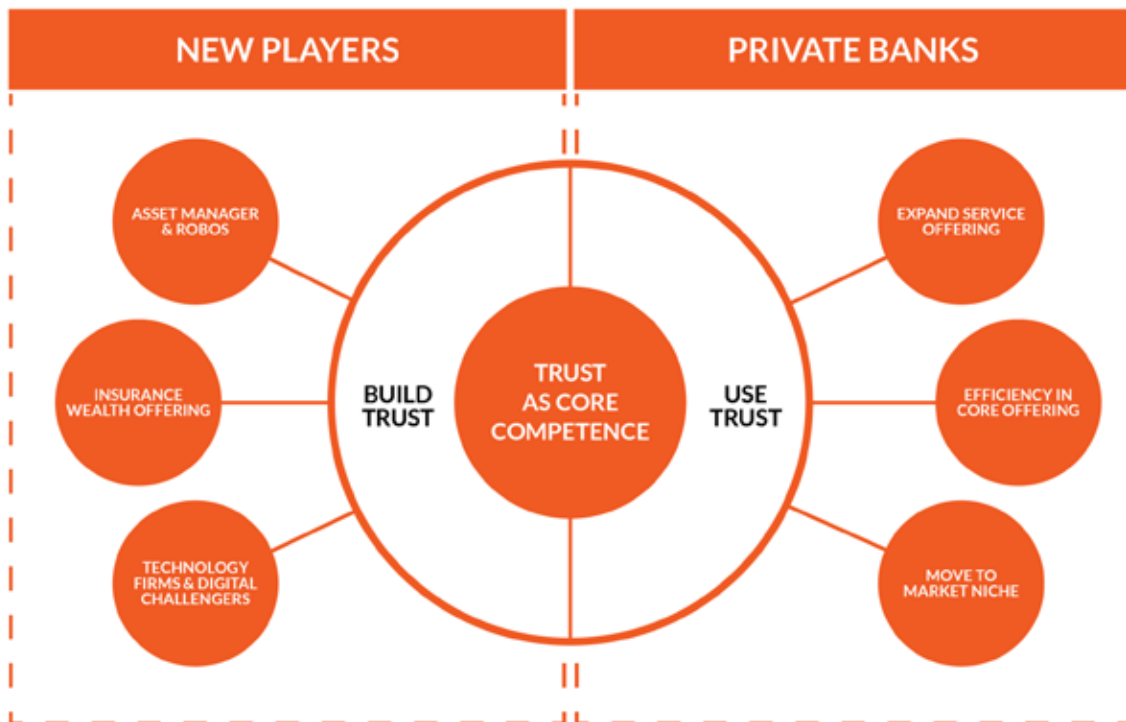 NEW PLAYERS
PRIVATE BANKS
ASSET MANAGER
& ROBOS
INSURANCE
WEALTH OFFERING
TECHNOLOGY
FIRMS & DIGITAL
CHALLENGERS
BUILD
TRUST
TRUST
AS CORE
COMPETENCE
USE
TRUST
EXPAND SERVICE
OFFERING
EFFICIENCY IN
CORE OFFERING
MOVE TO
MARKET NICHE